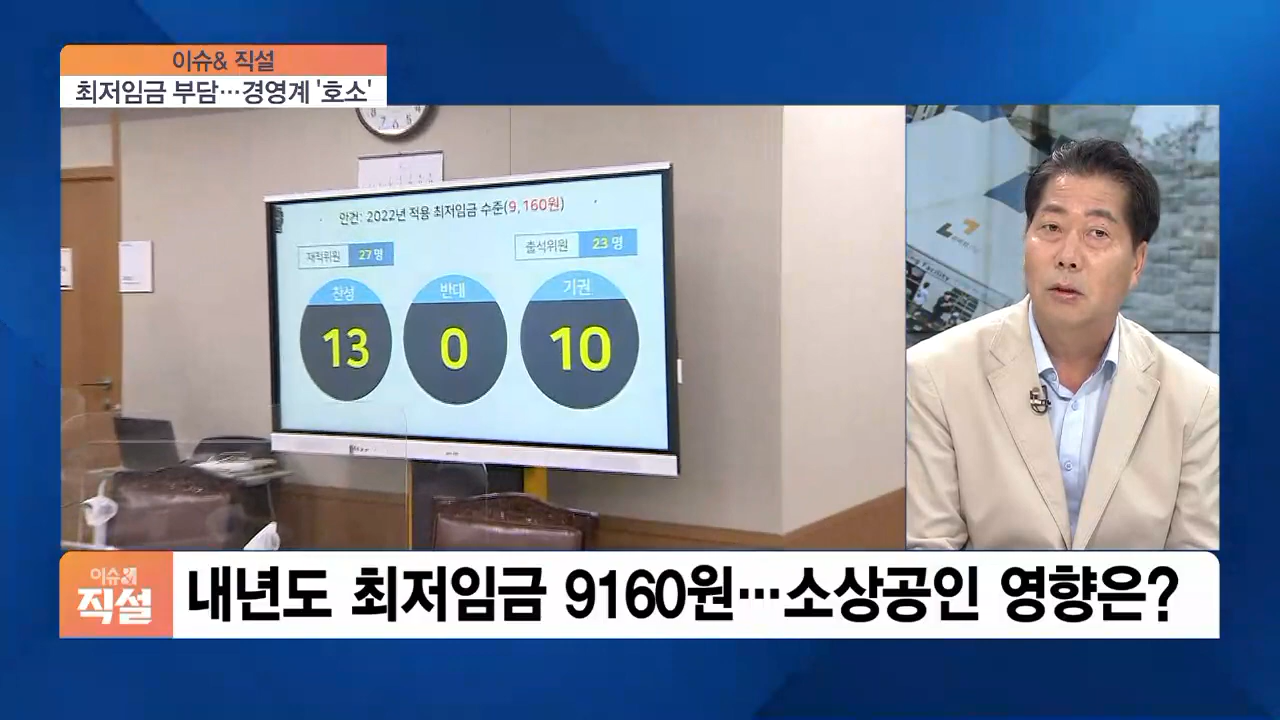 이슈& 직설
최저임금 부담…경영계 '호소'
안건: 2022년 적용 최저임금 수준(9,160원)
재적위원 27명
출석위원 23명
찬성 반대 기권
13 0 10
이슈&
직설
내년도 최저임금 9160원…소상공인 영향은?